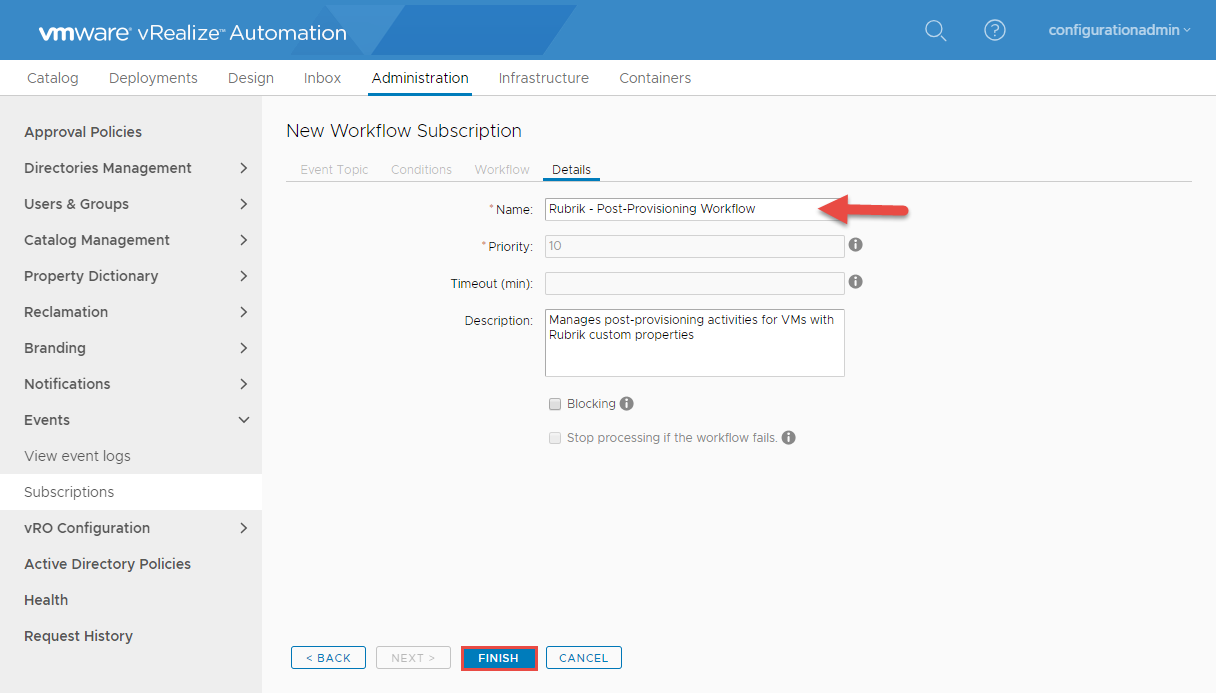 vmware® vRealize™ Automation
configurationadmin
Catalog Deployments Design Inbox Administration Infrastructure Containers
Approval Policies
Directories Management
Users & Groups
Catalog Management
Property Dictionary
Reclamation
Branding
Notifications
Events
View event logs
Subscriptions
vRO Configuration
Active Directory Policies
Health
Request History
New Workflow Subscription
Event Topic Conditions Workflow Details
*Name: Rubrik - Post-Provisioning Workflow
*Priority: 10
Timeout (min):
Description: Manages post-provisioning activities for VMs with
Rubrik custom properties
Blocking
Stop processing if the workflow fails.
< BACK NEXT > FINISH CANCEL